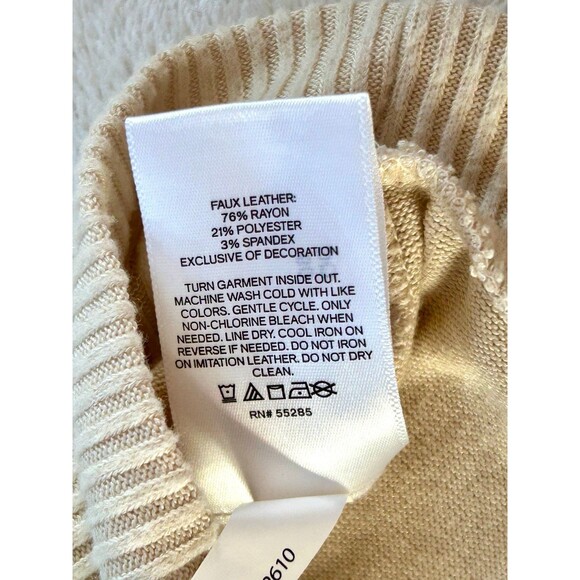 FAUX LEATHER:
76% RAYON
21% POLYESTER
3% SPANDEX
EXCLUSIVE OF DECORATION
TURN GARMENT INSIDE OUT.
MACHINE WASH COLD WITH LIKE
COLORS. GENTLE CYCLE. ONLY
NON-CHLORINE BLEACH WHEN
NEEDED. LINE DRY. COOL IRON ON
REVERSE IF NEEDED. DO NOT IRON
ON IMITATION LEATHER. DO NOT DRY
CLEAN.
RN# 55285